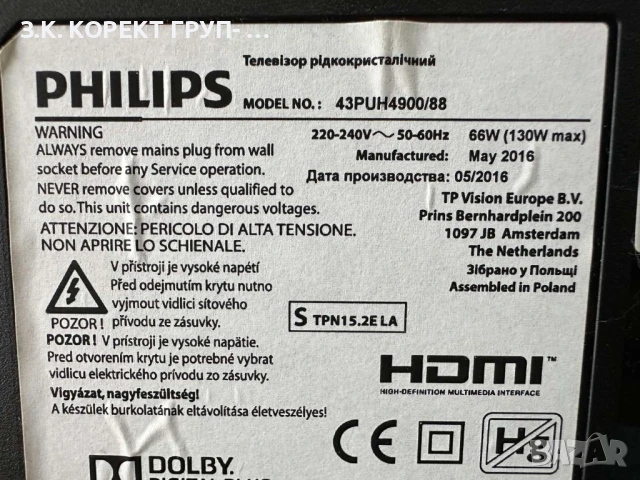 З.К. КОРЕКТ ГРУП- ...
Телевізор рідкокристалічний
PHILIPS
MODEL NO.: 43PUH4900/88
WARNING
ALWAYS remove mains plug from wall
socket before any Service operation.
NEVER remove covers unless qualified to
do so. This unit contains dangerous voltages.
ATTENZIONE: PERICOLO DI ALTA TENSIONE.
NON APRIRE LO SCHIENALE.
220-240V～ 50-60Hz 66W (130W max)
Manufactured: May 2016
Дата производства: 05/2016
TP Vision Europe B.V.
Prins Bernhardplein 200
1097 JB Amsterdam
The Netherlands
Зібрано у Польщі
Assembled in Poland
V přístroji je vysoké napětí
Před odejmutím krytu nutno
vyjmout vidlici síťového
POZOR ! přívodu ze zásuvky.
POZOR ! V prístroji je vysoké napätie.
Pred otvorením krytu je potrebné vybrat
vidlicu elektrického prívodu zo zásuvky.
Vigyázat, nagyfeszültség!
A készülek burkolatának eltávolítása életveszélyes!
S TPN15.2E LA
HDMI™
HIGH-DEFINITION MULTIMEDIA INTERFACE
CE
Hg
DOLBY.
DIGITAL PLUS
BAZAR